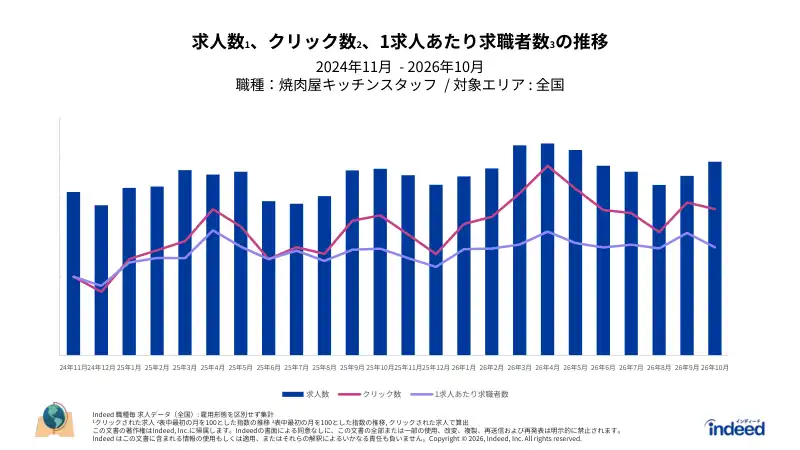 求人数1、クリック数2、1求人あたり求職者数3の推移
2024年11月 - 2026年10月
職種：焼肉屋キッチンスタッフ / 対象エリア : 全国
24年11月 24年12月 25年1月 25年2月 25年3月 25年4月 25年5月 25年6月 25年7月 25年8月 25年9月 25年10月 25年11月 25年12月 26年1月 26年2月 26年3月 26年4月 26年5月 26年6月 26年7月 26年8月 26年9月 26年10月
求人数 クリック数 1求人あたり求職者数
Indeed 職種毎 求人データ（全国）: 雇用形態を区別せず集計
¹クリックされた求人 ²表中最初の月を100とした指数の推移 ³表中最初の月を100とした指数の推移, クリックされた求人で算出
この文書の著作権はIndeed, Inc.に帰属します。Indeedの書面による同意なしに、この文書の全部または一部の使用、改変、複製、再送信および再発表は明示的に禁止されます。
Indeed はこの文書に含まれる情報の使用もしくは適用、またはそれらの解釈によるいかなる責任も負いません。Copyright © 2026, Indeed, Inc. All rights reserved.
インディード
indeed